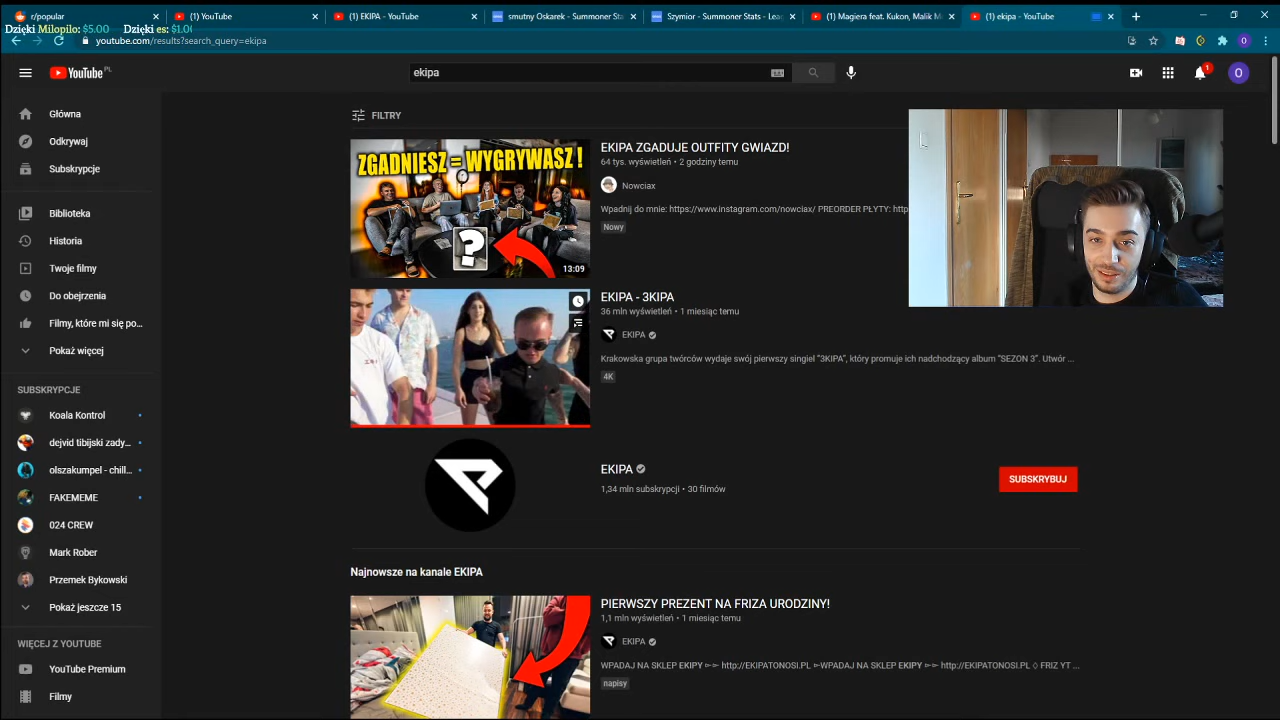 r/popular
(1) YouTube
(1) EKIPA - YouTube
smutny Oskarek - Summoner Sta
Szymior - Summoner Stats - Lea
(1) Magiera feat. Kukon, Malik M
(1) ekipa - YouTube
Dzięki Milopilo: $5.00 Dzięki es: $1.00
youtube.com/results?search_query=ekipa
YouTube PL
ekipa
1
O
Główna
Odkrywaj
Subskrypcje
Biblioteka
Historia
Twoje filmy
Do obejrzenia
Filmy, które mi się po...
Pokaż więcej
SUBSKRYPCJE
Koala Kontrol
dejvid tibijski zady...
olszakumpel - chill...
FAKEMEME
024 CREW
Mark Rober
Przemek Bykowski
Pokaż jeszcze 15
WIĘCEJ Z YOUTUBE
YouTube Premium
Filmy
FILTRY
ZGADNIESZ = WYGRYWASZ !
?
13:09
EKIPA ZGADUJE OUTFITY GWIAZD!
64 tys. wyświetleń • 2 godziny temu
Nowciax
Wpadnij do mnie: https://www.instagram.com/nowciax/ PREORDER PŁYTY: http
Nowy
EKIPA - 3KIPA
36 mln wyświetleń • 1 miesiąc temu
EKIPA
Krakowska grupa twórców wydaje swój pierwszy singiel "3KIPA", który promuje ich nadchodzący album "SEZON 3". Utwór ...
4K
EKIPA
1,34 mln subskrypcji • 30 filmów
SUBSKRYBUJ
Najnowsze na kanale EKIPA
PIERWSZY PREZENT NA FRIZA URODZINY!
1,1 mln wyświetleń • 1 miesiąc temu
EKIPA
WPADAJ NA SKLEP EKIPY ►► http://EKIPATONOSI.PL ►WPADAJ NA SKLEP EKIPY ►► http://EKIPATONOSI.PL ◊ FRIZ YT ...
napisy